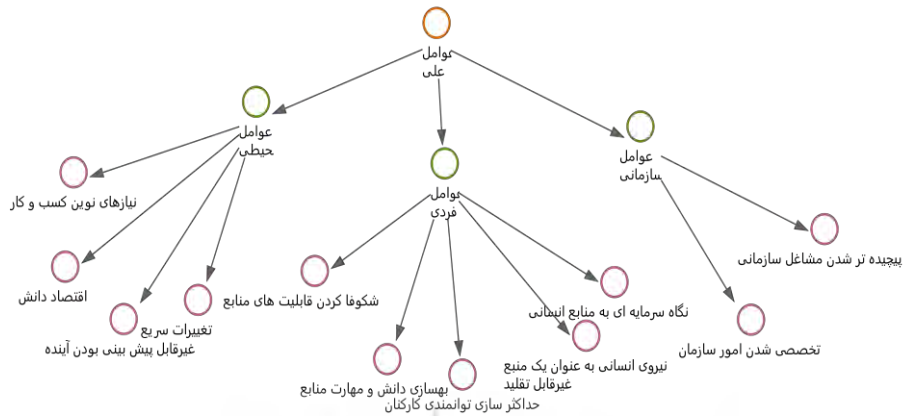 عوامل
علی
عوامل
محیطی
عوامل
سازمانی
عوامل
فردی
نیازهای نوین کسب و کار
اقتصاد دانش
غیرقابل پیش بینی بودن آینده
تغییرات سریع
شکوفا کردن قابلیت های منابع
بهسازی دانش و مهارت منابع
حداکثر سازی توانمندی کارکنان
نیروی انسانی به عنوان یک منبع
غیرقابل تقلید
نگاه سرمایه ای به منابع انسانی
تخصصی شدن امور سازمان
پیچیده تر شدن مشاغل سازمانی